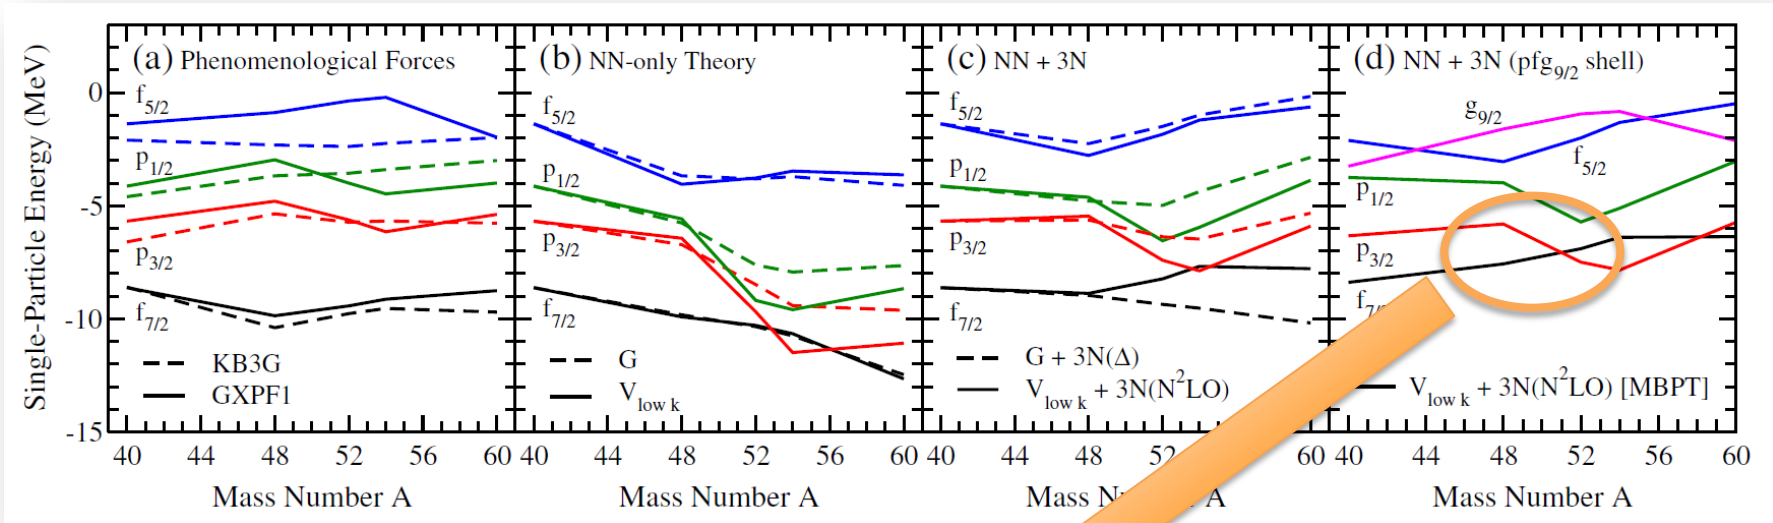 Single-Particle Energy (MeV)
0
-5
-10
-15
(a) Phenomenological Forces
f5/2
p1/2
p3/2
f7/2
KB3G
GXPF1
40 44 48 52 56 60
Mass Number A
(b) NN-only Theory
f5/2
p1/2
p3/2
f7/2
G
Vlow k
40 44 48 52 56 60
Mass Number A
(c) NN + 3N
f5/2
p1/2
p3/2
f7/2
G + 3N(Δ)
Vlow k + 3N(N²LO)
40 44 48 52 60
Mass N A
(d) NN + 3N (pfg9/2 shell)
g9/2
f5/2
p1/2
p3/2
Vlow k + 3N(N²LO) [MBPT]
40 44 48 52 56 60
Mass Number A